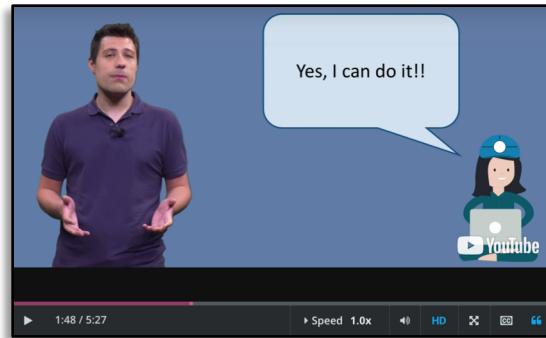 Yes, I can do it!!
YouTube
1:48 / 5:27
Speed 1.0x
HD
CC